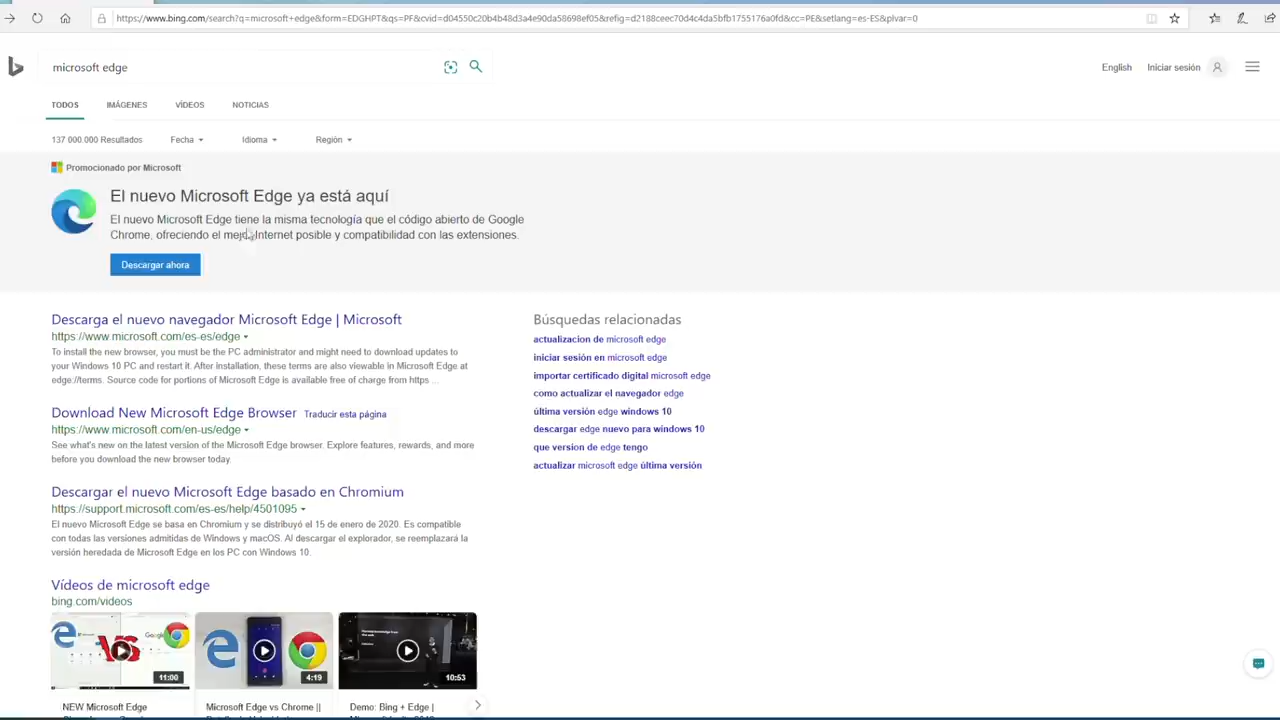 https://www.bing.com/search?q=microsoft+edge&form=EDGHPT&qs=PF&cvid=d04550c20b4b48d3a4e90da58698ef05&refig=d2188ceec70d4c4da5bfb1755176a0fd&cc=PE&setlang=es-ES&plvar=0
microsoft edge
English Iniciar sesión
TODOS IMÁGENES VÍDEOS NOTICIAS
137 000.000 Resultados Fecha Idioma Región
Promocionado por Microsoft
El nuevo Microsoft Edge ya está aquí
El nuevo Microsoft Edge tiene la misma tecnología que el código abierto de Google
Chrome, ofreciendo el mejor Internet posible y compatibilidad con las extensiones.
Descargar ahora
Descarga el nuevo navegador Microsoft Edge | Microsoft
https://www.microsoft.com/es-es/edge
To install the new browser, you must be the PC administrator and might need to download updates to
your Windows 10 PC and restart it. After installation, these terms are also viewable in Microsoft Edge at
edge://terms. Source code for portions of Microsoft Edge is available free of charge from https ...
Download New Microsoft Edge Browser Traducir esta página
https://www.microsoft.com/en-us/edge
See what's new on the latest version of the Microsoft Edge browser. Explore features, rewards, and more
before you download the new browser today.
Descargar el nuevo Microsoft Edge basado en Chromium
https://support.microsoft.com/es-es/help/4501095
El nuevo Microsoft Edge se basa en Chromium y se distribuyó el 15 de enero de 2020. Es compatible
con todas las versiones admitidas de Windows y macOS. Al descargar el explorador, se reemplazará la
versión heredada de Microsoft Edge en los PC con Windows 10.
Vídeos de microsoft edge
bing.com/videos
VS Google
11:00
4:19
10:53
NEW Microsoft Edge
Microsoft Edge vs Chrome ||
Demo: Bing + Edge |
Búsquedas relacionadas
actualizacion de microsoft edge
iniciar sesión en microsoft edge
importar certificado digital microsoft edge
como actualizar el navegador edge
última versión edge windows 10
descargar edge nuevo para windows 10
que version de edge tengo
actualizar microsoft edge última versión